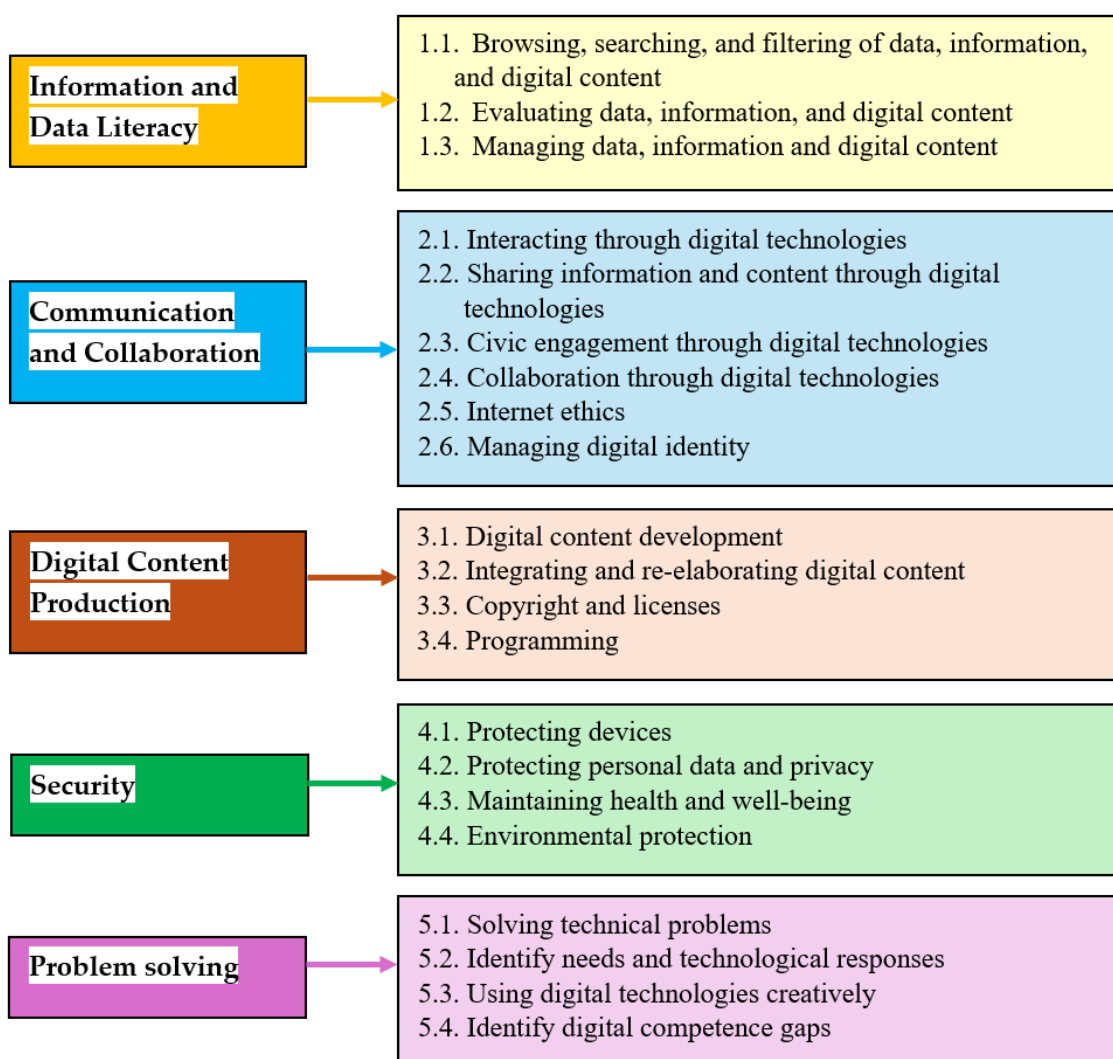 Information and
Data Literacy
1.1. Browsing, searching, and filtering of data, information,
and digital content
1.2. Evaluating data, information, and digital content
1.3. Managing data, information and digital content
Communication
and Collaboration
2.1. Interacting through digital technologies
2.2. Sharing information and content through digital
technologies
2.3. Civic engagement through digital technologies
2.4. Collaboration through digital technologies
2.5. Internet ethics
2.6. Managing digital identity
Digital Content
Production
3.1. Digital content development
3.2. Integrating and re-elaborating digital content
3.3. Copyright and licenses
3.4. Programming
Security
4.1. Protecting devices
4.2. Protecting personal data and privacy
4.3. Maintaining health and well-being
4.4. Environmental protection
Problem solving
5.1. Solving technical problems
5.2. Identify needs and technological responses
5.3. Using digital technologies creatively
5.4. Identify digital competence gaps